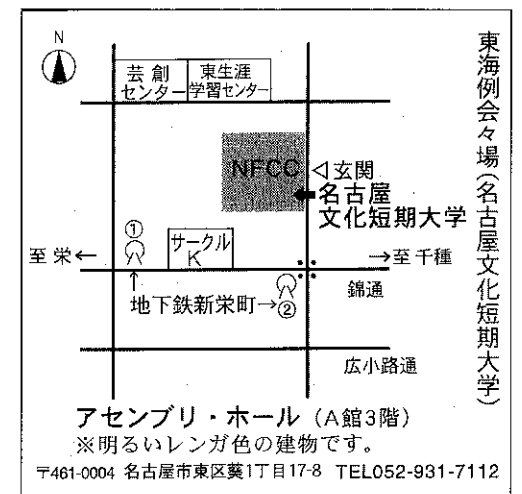 東海例会々場(名古屋文化短期大学)
N
芸創
センター
東生涯
学習センター
NFCC
◁玄関
名古屋
文化短期大学
①
サークル
K
至栄←
→至千種
地下鉄新栄町→②
錦通
広小路通
アセンブリ・ホール(A館3階)
※明るいレンガ色の建物です。
〒461-0004 名古屋市東区葵1丁目17-8 TEL052-931-7112